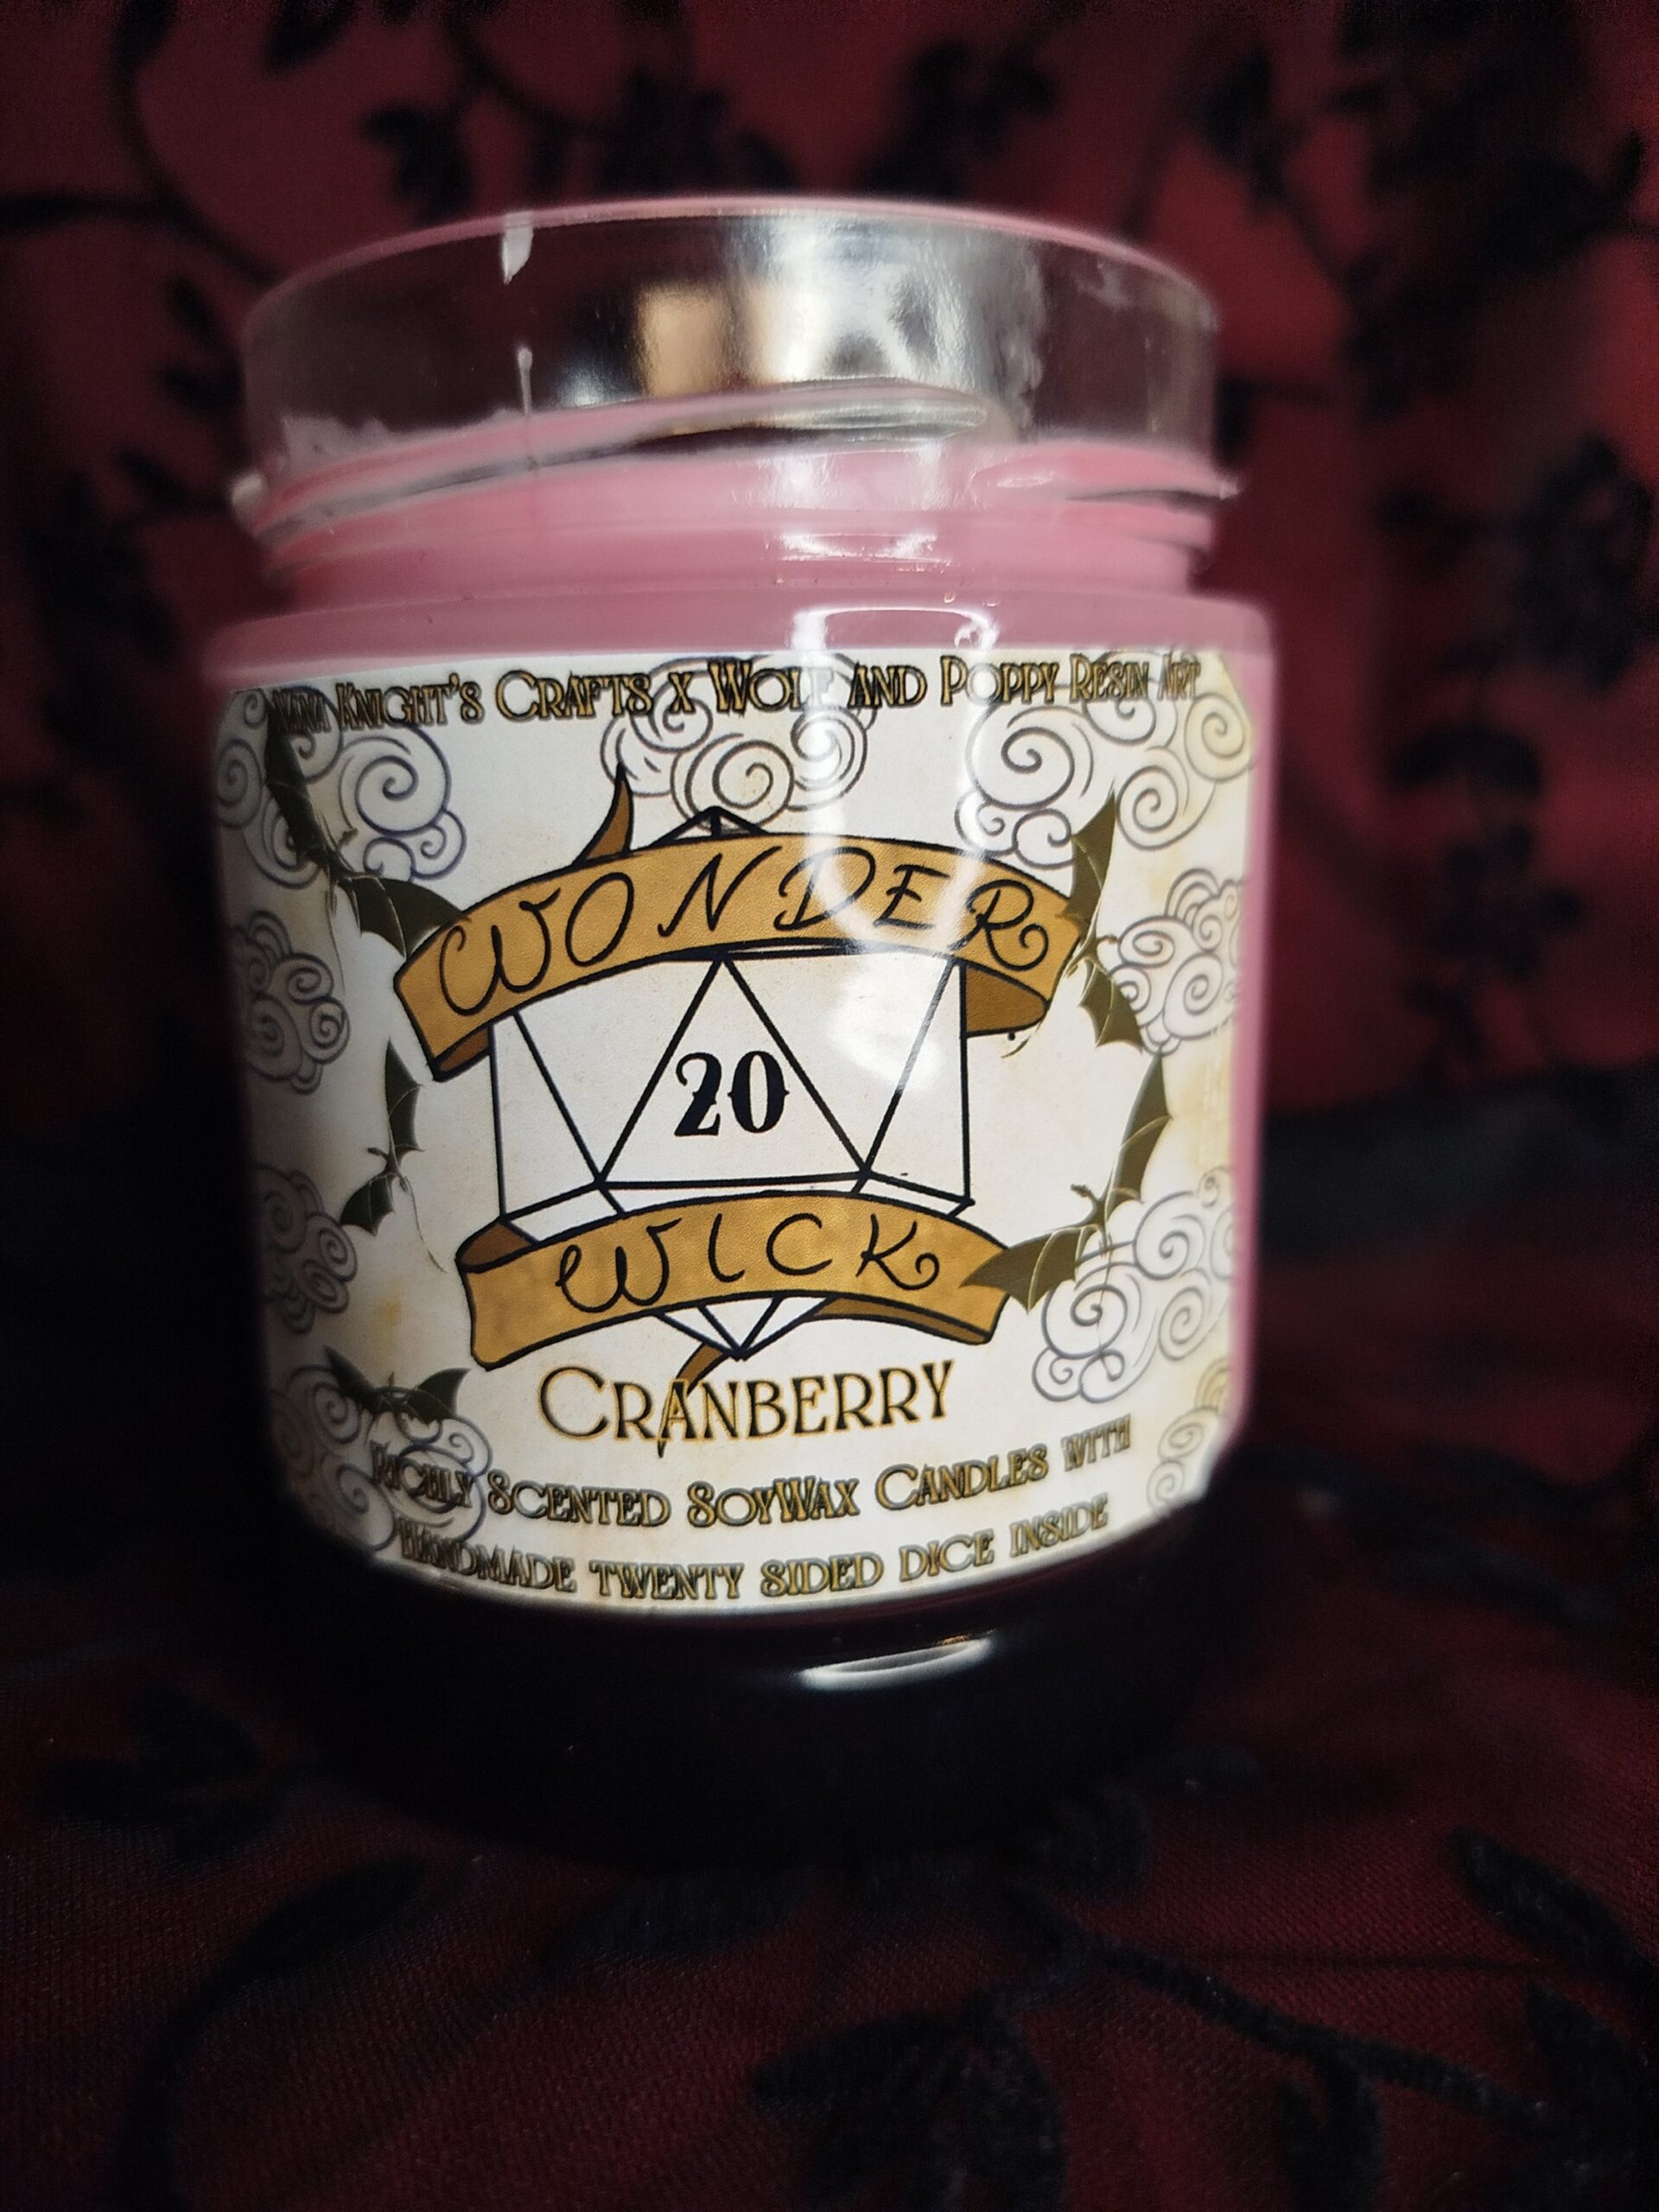 Knight's Crafts x Wolf and Poppy Resin Art
WONDER
20
WICK
Cranberry
Richly Scented SoyWax Candles with
Handmade twenty sided dice inside